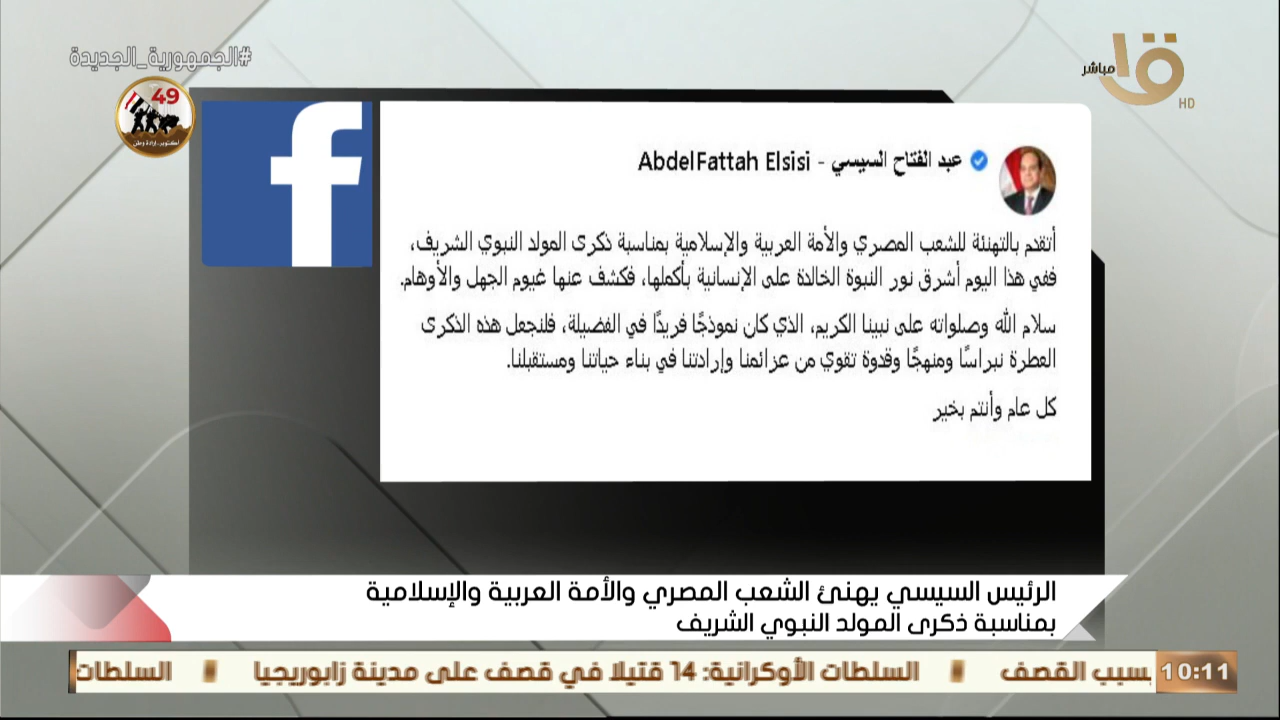 #الجمهورية_الجديدة
قا
مباشر
HD
49
أكتوبر.. إرادة وطن
f
عبد الفتاح السيسي - AbdelFattah Elsisi
أتقدم بالتهنئة للشعب المصري والأمة العربية والإسلامية بمناسبة ذكرى المولد النبوي الشريف،
ففي هذا اليوم أشرق نور النبوة الخالدة على الإنسانية بأكملها، فكشف عنها غيوم الجهل والأوهام.
سلام الله وصلواته على نبينا الكريم، الذي كان نموذجًا فريدًا في الفضيلة، فلنجعل هذه الذكرى
العطرة نبراسًا ومنهجًا وقدوة تقوي من عزائمنا وإرادتنا في بناء حياتنا ومستقبلنا.
كل عام وأنتم بخير
الرئيس السيسي يهنئ الشعب المصري والأمة العربية والإسلامية
بمناسبة ذكرى المولد النبوي الشريف
10:11 بسبب القصف السلطات الأوكرانية: 14 قتيلا في قصف على مدينة زابوريجيا السلطات